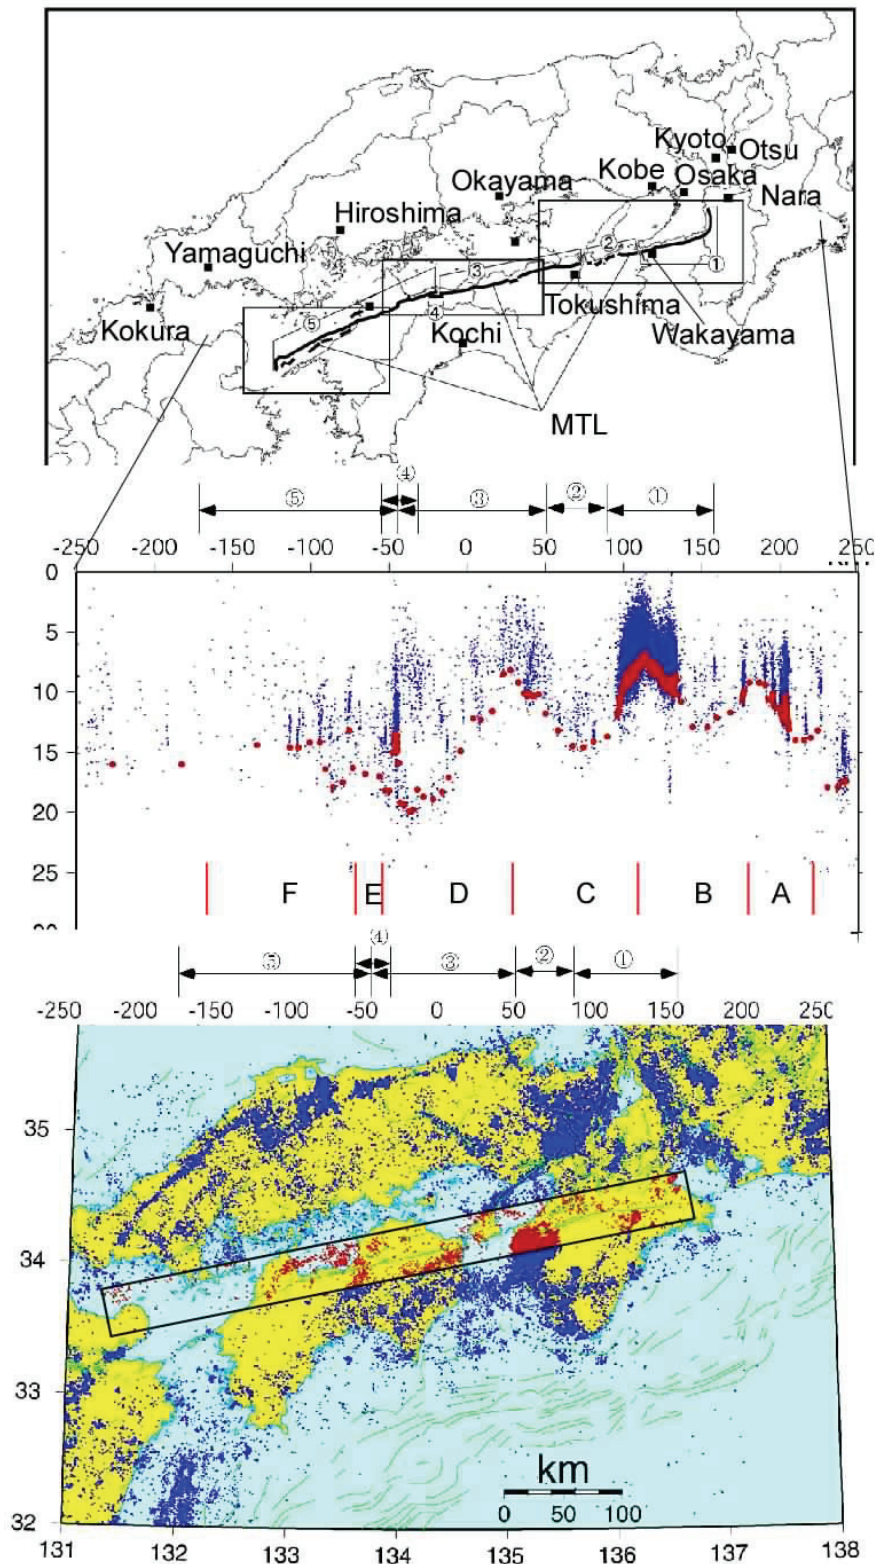 Kyoto
Otsu
Kobe Osaka
Okayama
Nara
Hiroshima
②
Yamaguchi
③
①
④
Tokushima
⑤
Kokura
Kochi
Wakayama
MTL
④
⑤ ③ ② ①
-250 -200 -150 -100 -50 0 50 100 150 200 250
0
5
10
15
20
25
F E D C B A
④
⑤ ③ ② ①
-250 -200 -150 -100 -50 0 50 100 150 200 250
35
34
33
km
0 50 100
32
131 132 133 134 135 136 137 138